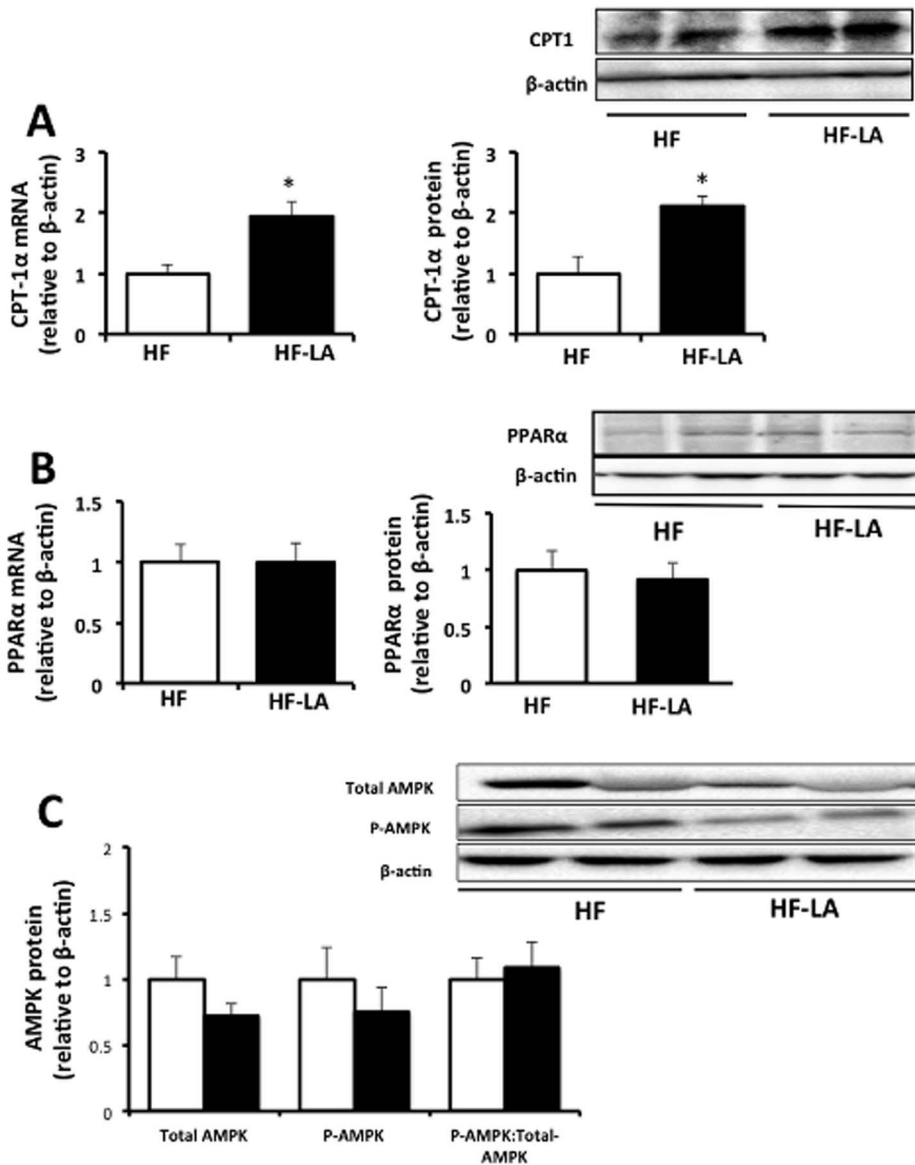 CPT1
β-actin
HF HF-LA
A
CPT-1α mRNA
(relative to β-actin)
3
2
1
0
*
HF HF-LA
CPT-1α protein
(relative to β-actin)
3
2
1
0
*
HF HF-LA
PPARα
β-actin
HF HF-LA
B
PPARα mRNA
(relative to β-actin)
1.5
1
0.5
0
HF HF-LA
PPARα protein
(relative to β-actin)
1.5
1
0.5
0
HF HF-LA
Total AMPK
P-AMPK
β-actin
HF HF-LA
C
AMPK protein
(relative to β-actin)
2
1.5
1
0.5
0
Total AMPK P-AMPK P-AMPK:Total-
AMPK